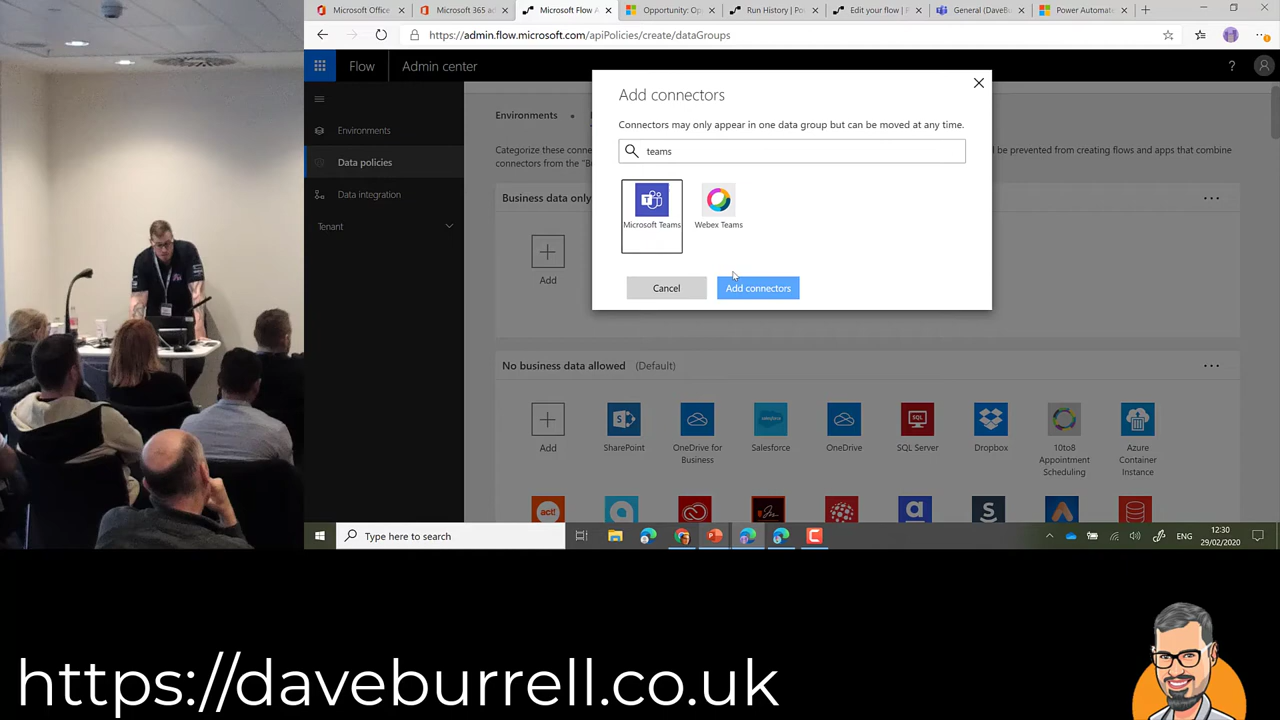 Microsoft Office
Microsoft 365 ac
Microsoft Flow A
Opportunity: Op
Run History | Po
Edit your flow | P
General (DaveB
Power Automat
https://admin.flow.microsoft.com/apiPolicies/create/dataGroups
Flow
Admin center
?
Environments
Data policies
Data integration
Tenant
Environments
Categorize these conne
connectors from the "B
be prevented from creating flows and apps that combine
Business data only
Add
Add connectors
Connectors may only appear in one data group but can be moved at any time.
teams
Microsoft Teams
Webex Teams
Cancel
Add connectors
No business data allowed (Default)
Add
SharePoint
OneDrive for Business
Salesforce
OneDrive
SQL Server
Dropbox
10to8 Appointment Scheduling
Azure Container Instance
act!
Type here to search
ENG
12:30
29/02/2020
https://daveburrell.co.uk